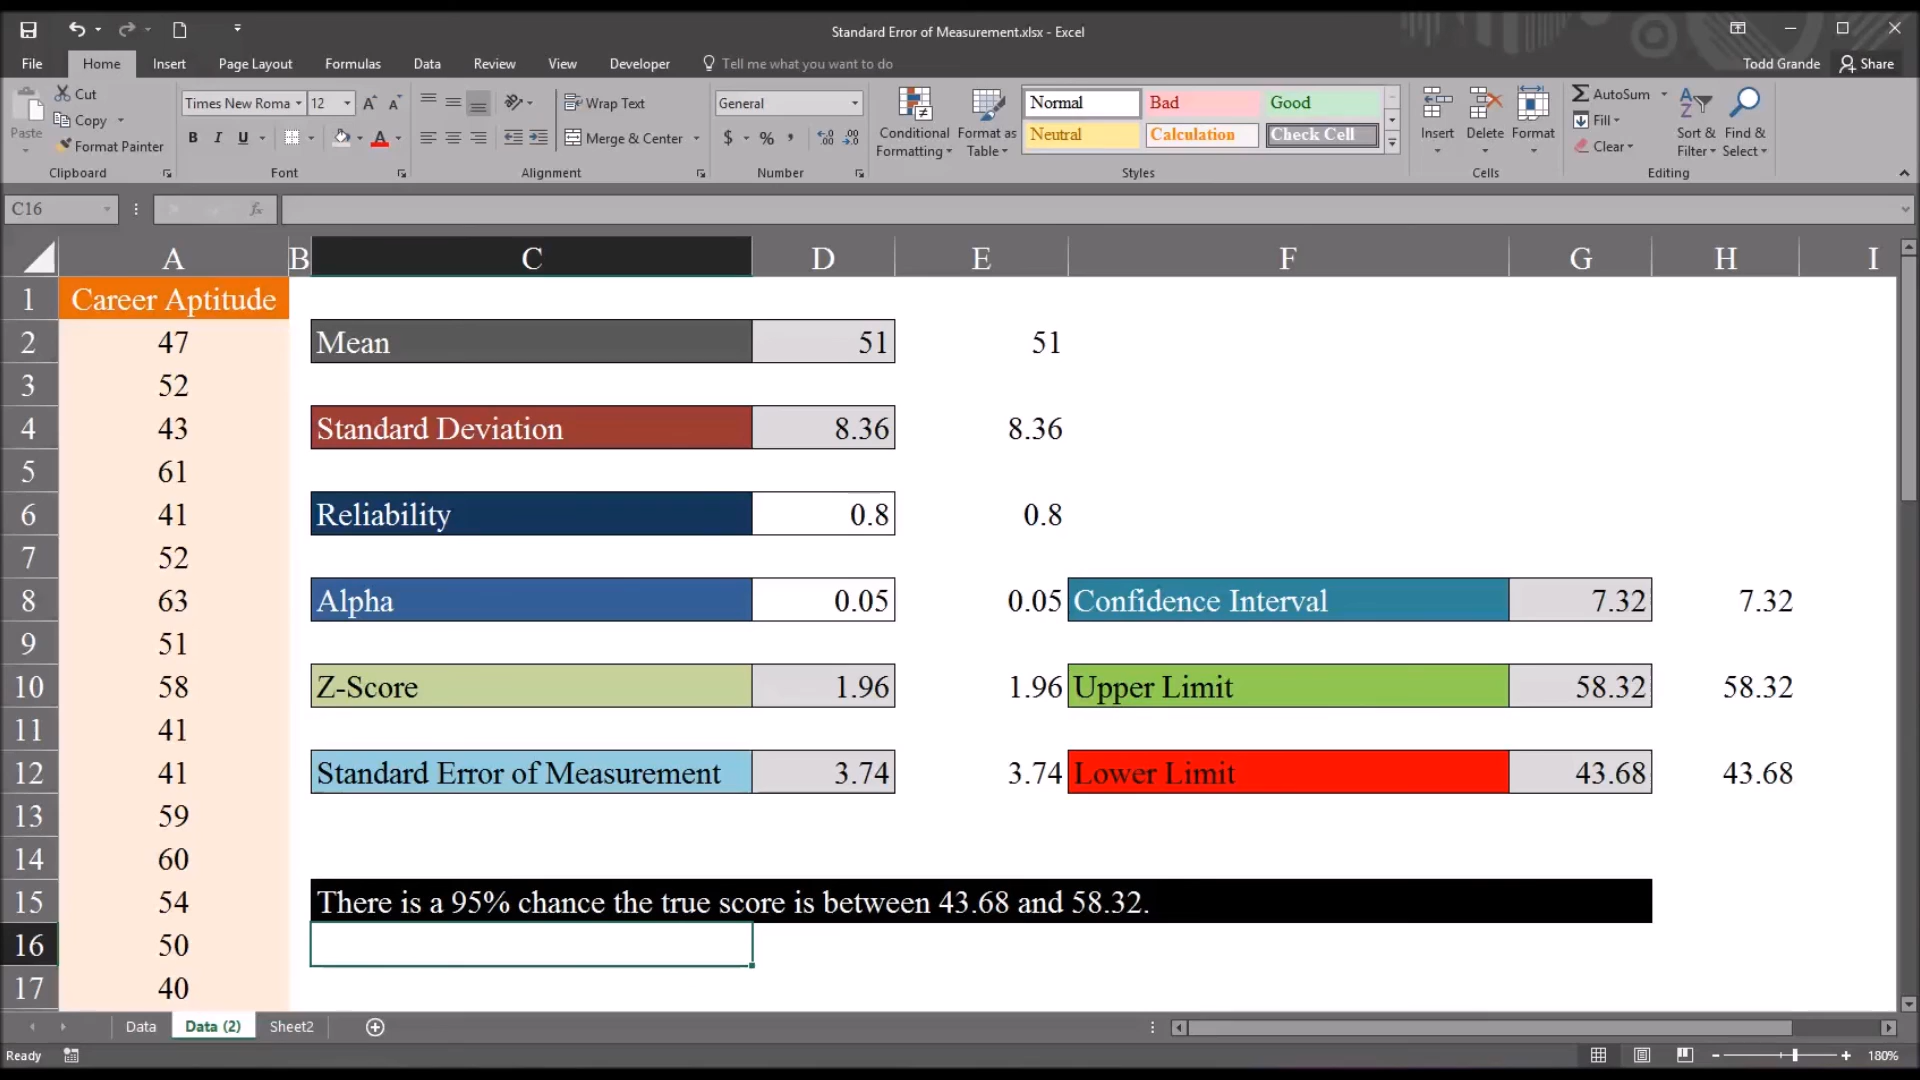 Standard Error of Measurement.xlsx - Excel
File Home Insert Page Layout Formulas Data Review View Developer Tell me what you want to do Todd Grande Share
Paste Cut Copy Format Painter Clipboard
Times New Roma 12 B I U A Font
Wrap Text Merge & Center Alignment
General $ % , Number
Conditional Formatting Format as Table Normal Bad Good Neutral Calculation Check Cell Styles
Insert Delete Format Cells
AutoSum Fill Clear Sort & Filter Find & Select Editing
C16 fx
A B C D E F G H I
1 Career Aptitude
2 47 Mean 51 51
3 52
4 43 Standard Deviation 8.36 8.36
5 61
6 41 Reliability 0.8 0.8
7 52
8 63 Alpha 0.05 0.05 Confidence Interval 7.32 7.32
9 51
10 58 Z-Score 1.96 1.96 Upper Limit 58.32 58.32
11 41
12 41 Standard Error of Measurement 3.74 3.74 Lower Limit 43.68 43.68
13 59
14 60
15 54 There is a 95% chance the true score is between 43.68 and 58.32.
16 50
17 40
Data Data (2) Sheet2
Ready 180%